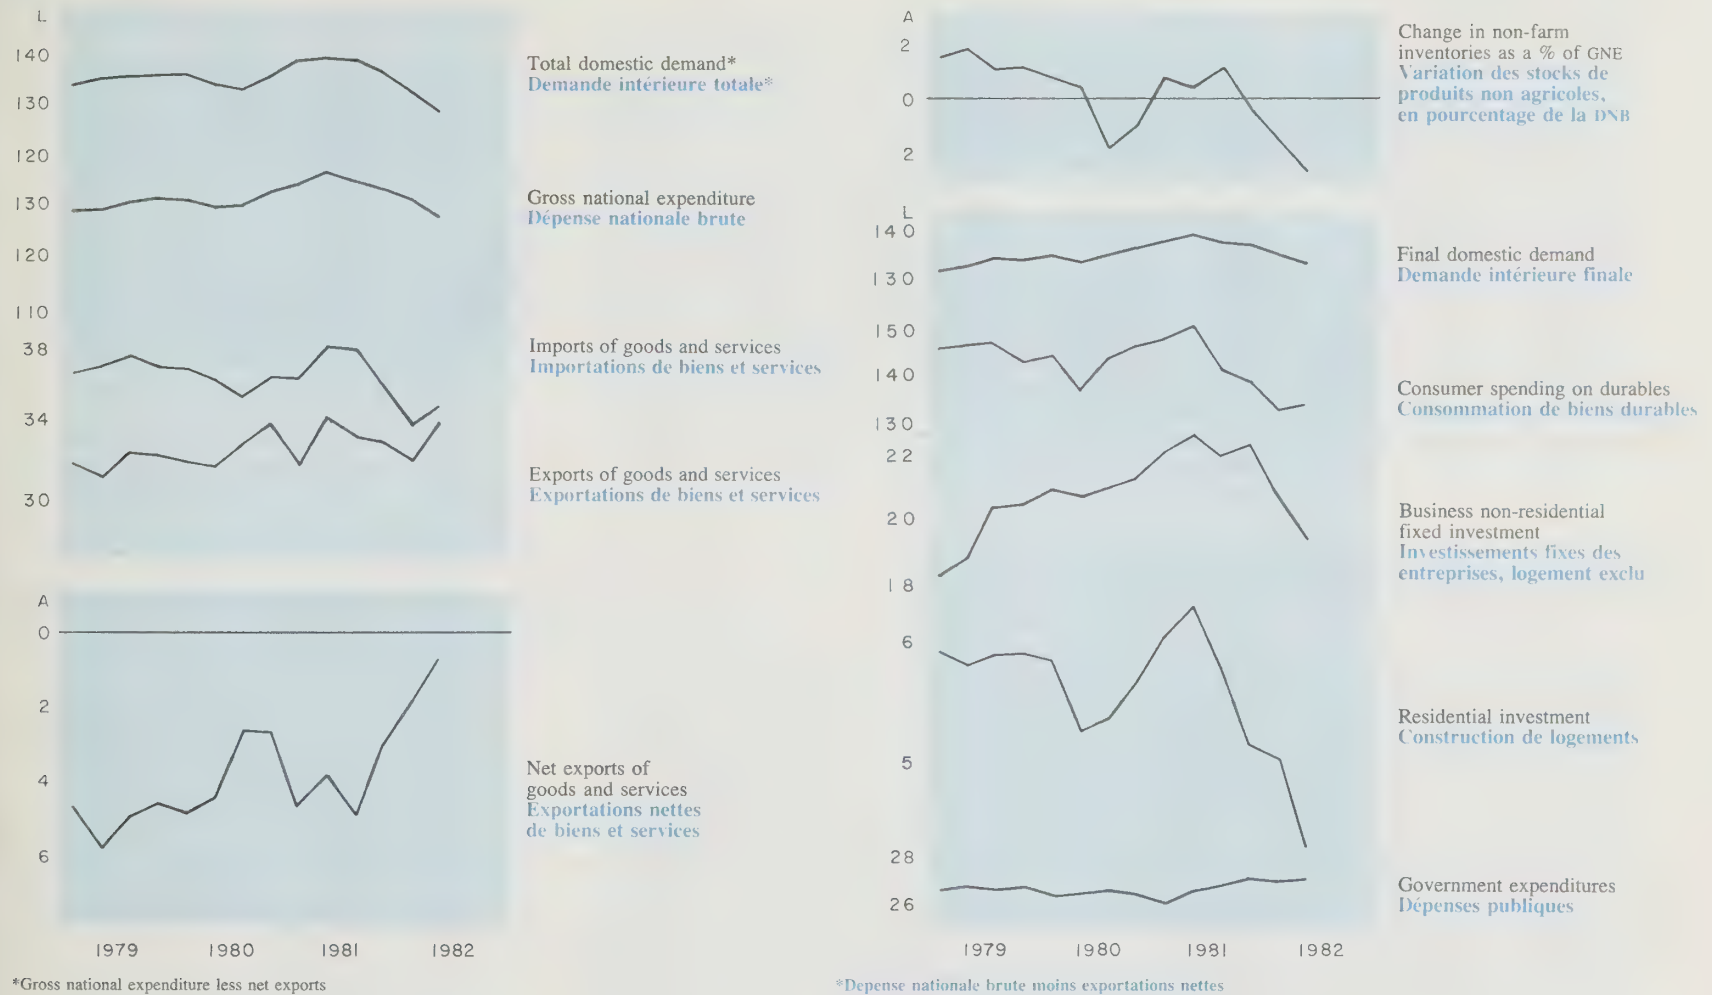 L
140
130
120
130
120
110
38
34
30
Total domestic demand*
Demande intérieure totale*
Gross national expenditure
Dépense nationale brute
Imports of goods and services
Importations de biens et services
Exports of goods and services
Exportations de biens et services
A
0
2
4
6
Net exports of
goods and services
Exportations nettes
de biens et services
1979 1980 1981 1982
*Gross national expenditure less net exports
A
2
0
2
Change in non-farm
inventories as a % of GNE
Variation des stocks de
produits non agricoles,
en pourcentage de la DNB
L
140
130
150
140
130
22
20
18
6
5
28
26
Final domestic demand
Demande intérieure finale
Consumer spending on durables
Consommation de biens durables
Business non-residential
fixed investment
Investissements fixes des
entreprises, logement exclu
Residential investment
Construction de logements
Government expenditures
Dépenses publiques
1979 1980 1981 1982
*Depense nationale brute moins exportations nettes